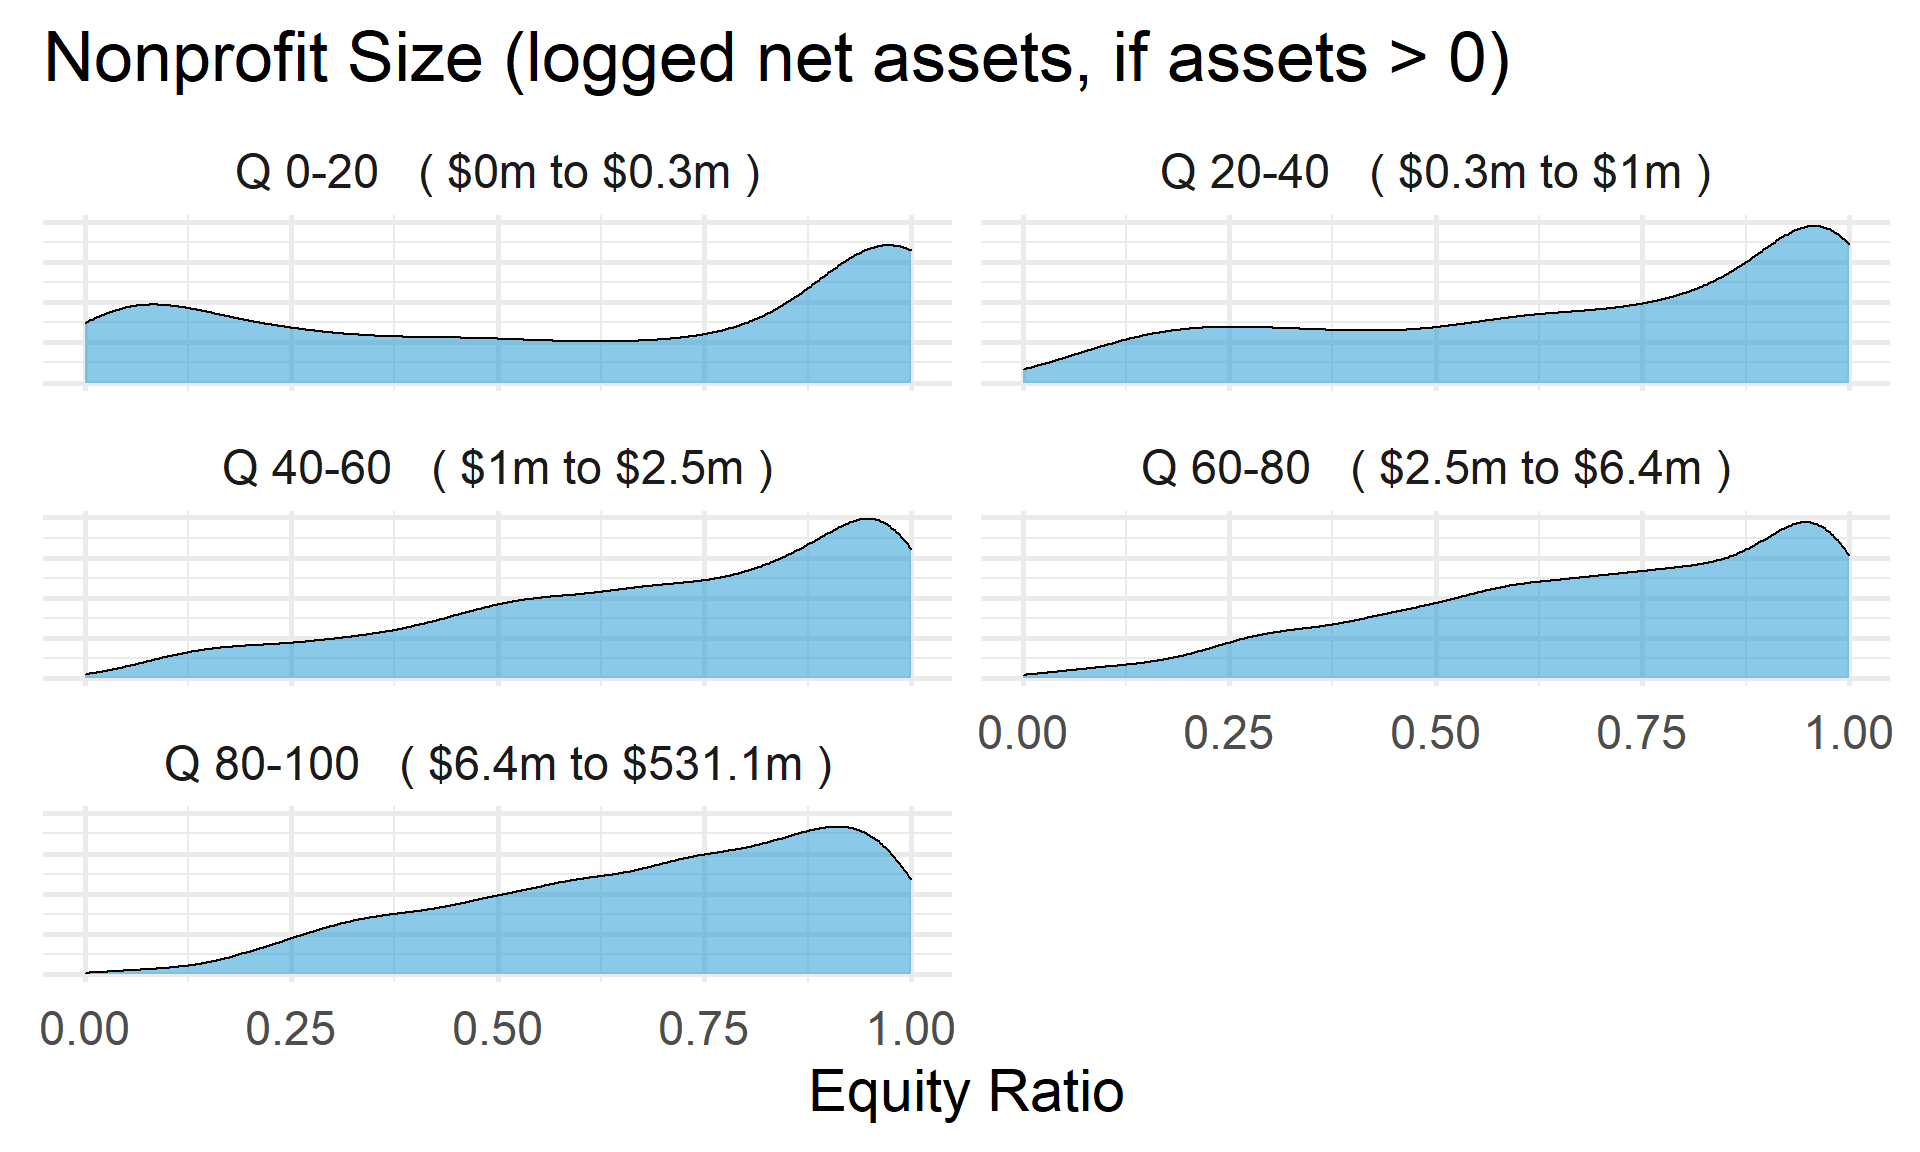 Nonprofit Size (logged net assets, if assets > 0)
Q 0-20 ( $0m to $0.3m )
Q 20-40 ( $0.3m to $1m )
Q 40-60 ( $1m to $2.5m )
Q 60-80 ( $2.5m to $6.4m )
0.00 0.25 0.50 0.75 1.00
Q 80-100 ( $6.4m to $531.1m )
0.00 0.25 0.50 0.75 1.00
Equity Ratio